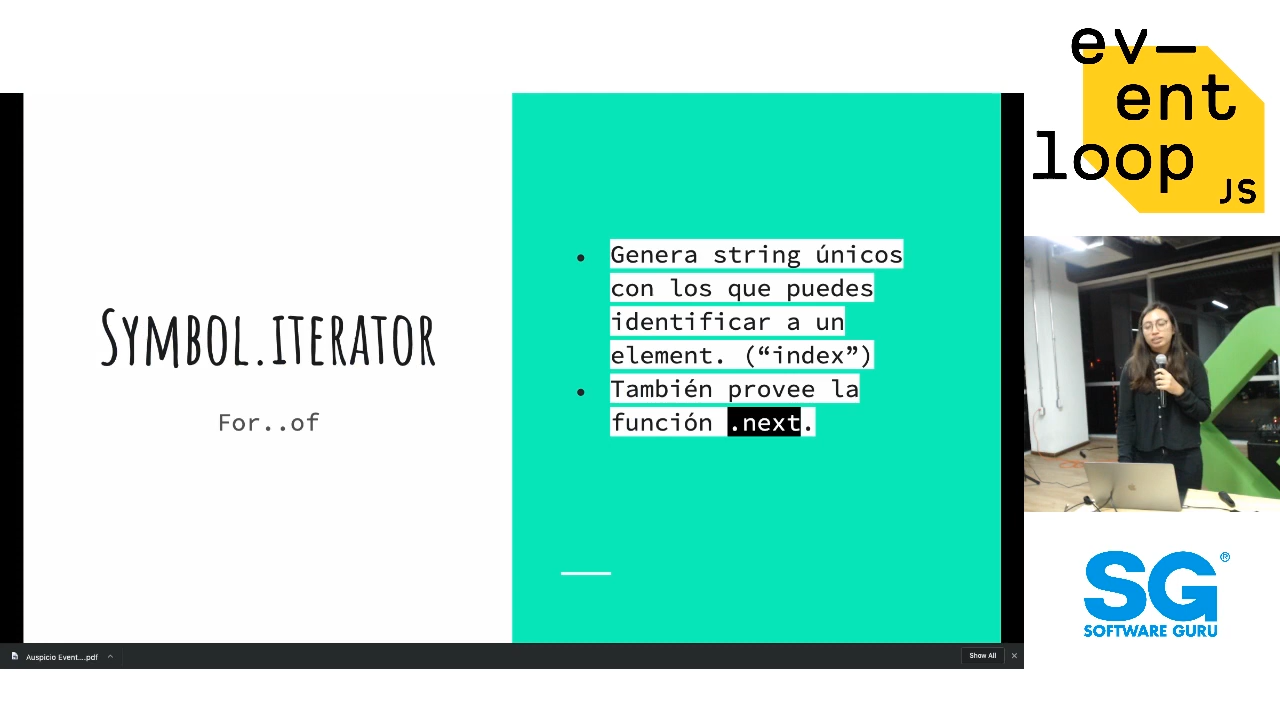 Symbol.iterator
For..of
Genera string únicos
con los que puedes
identificar a un
element. (“index”)
También provee la
función .next.
Auspicio Event....pdf
Show All
ev—
ent
loop
JS
SG®
SOFTWARE GURU